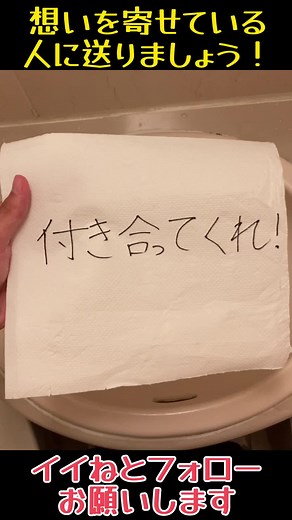 想いを寄せている
人に送りましょう！
付き合ってくれ!
イイねとフォロー
お願いします